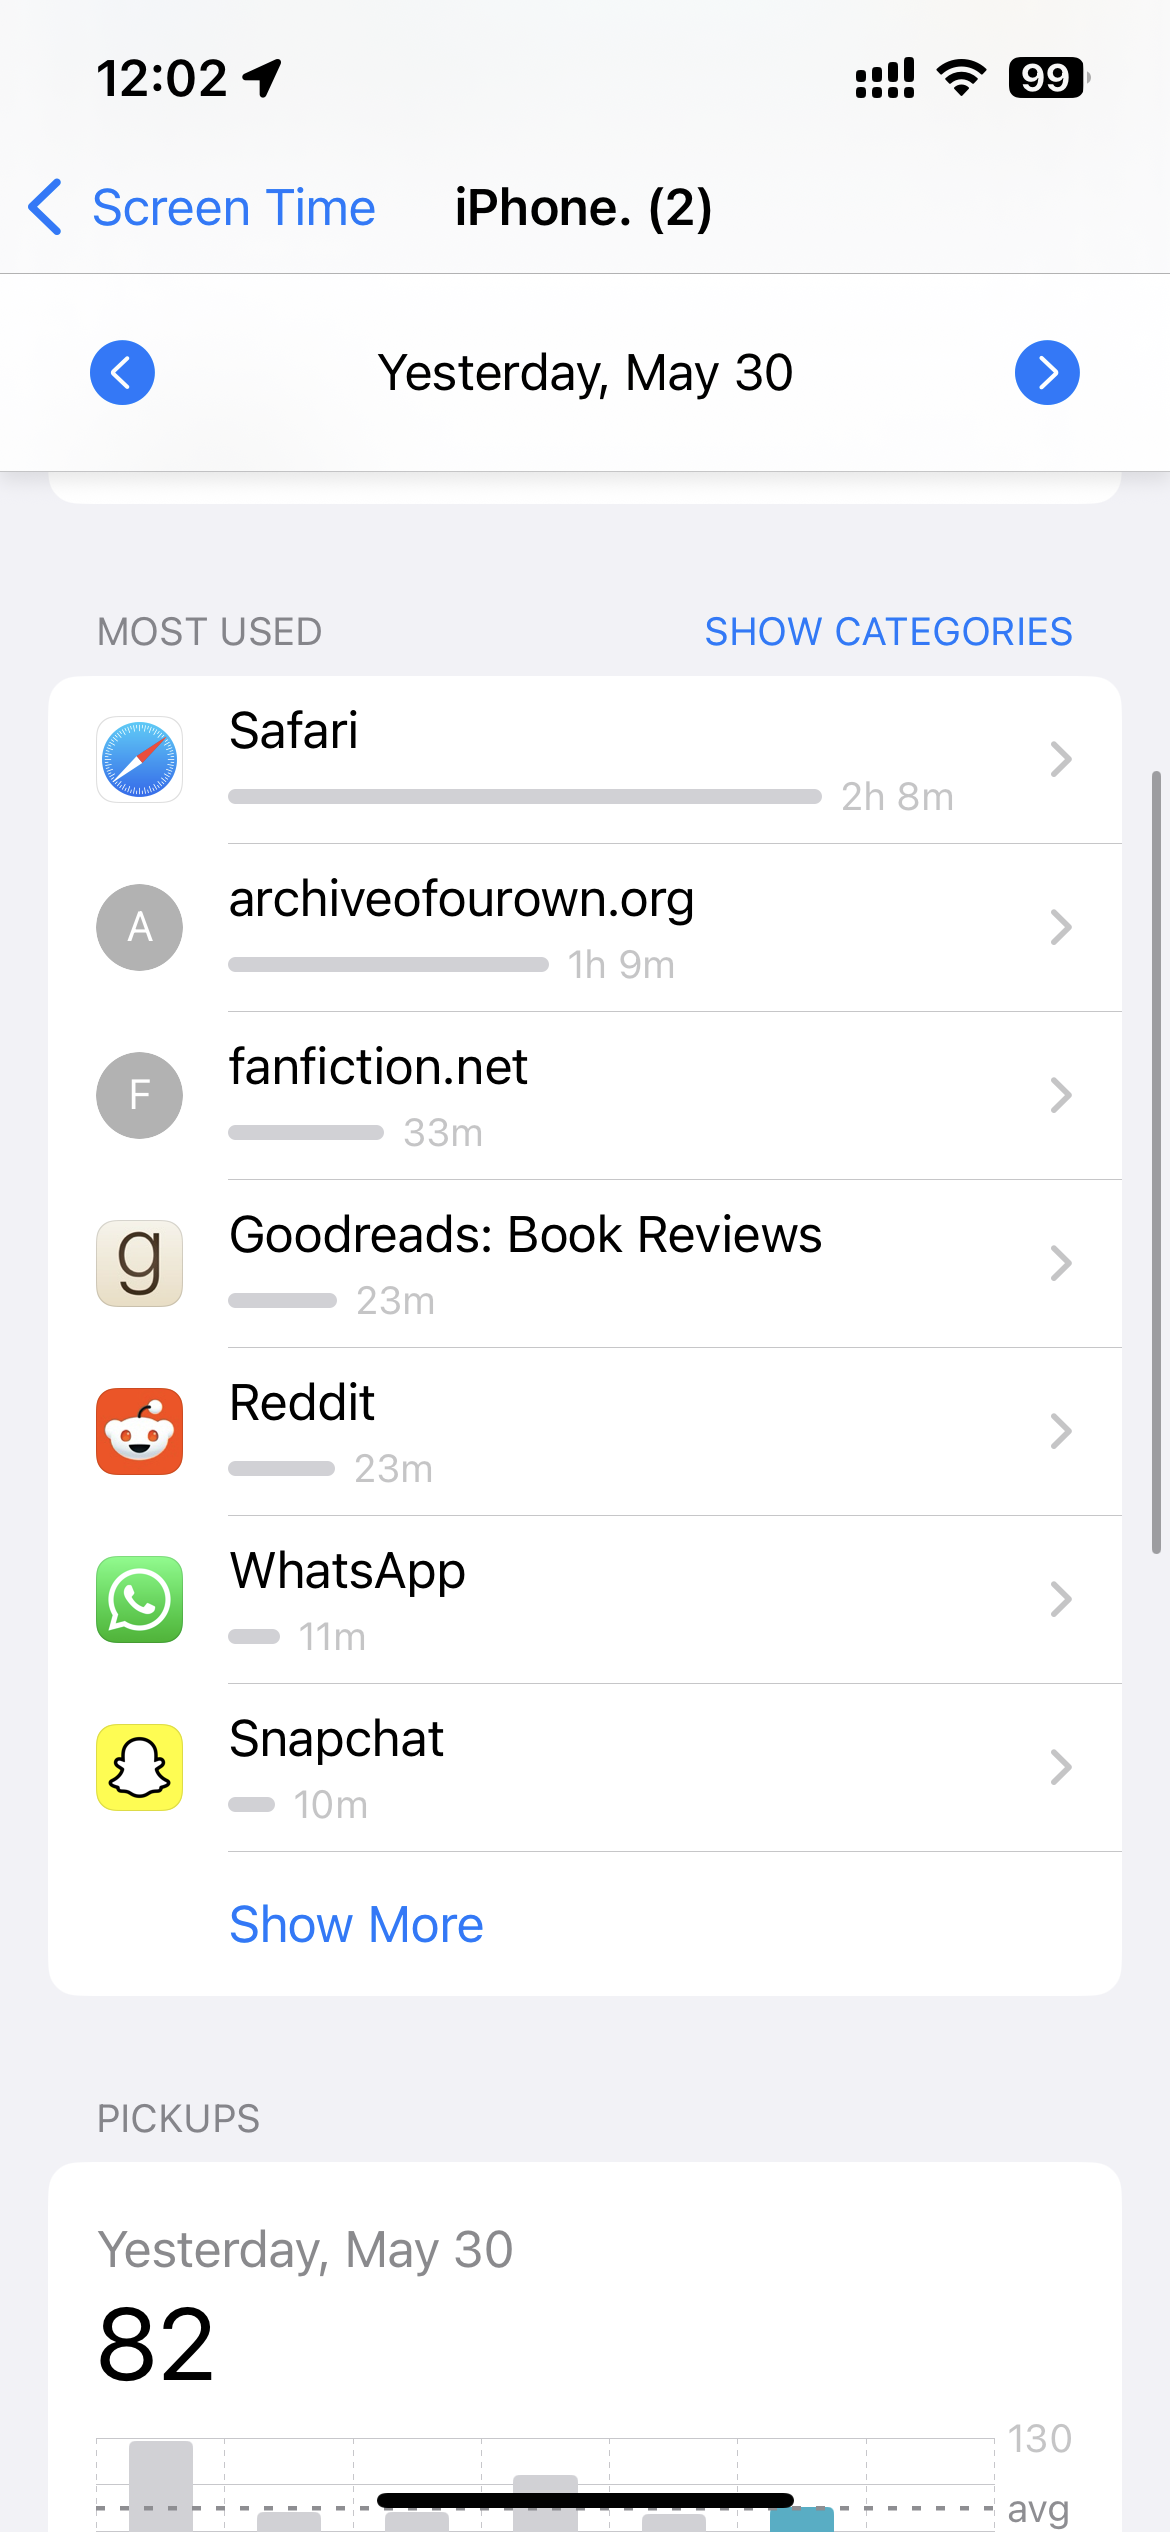 12:02
99
Screen Time
iPhone. (2)
Yesterday, May 30
MOST USED
SHOW CATEGORIES
Safari
2h 8m
A
archiveofourown.org
1h 9m
F
fanfiction.net
33m
g
Goodreads: Book Reviews
23m
Reddit
23m
WhatsApp
11m
Snapchat
10m
Show More
PICKUPS
Yesterday, May 30
82
130
avg